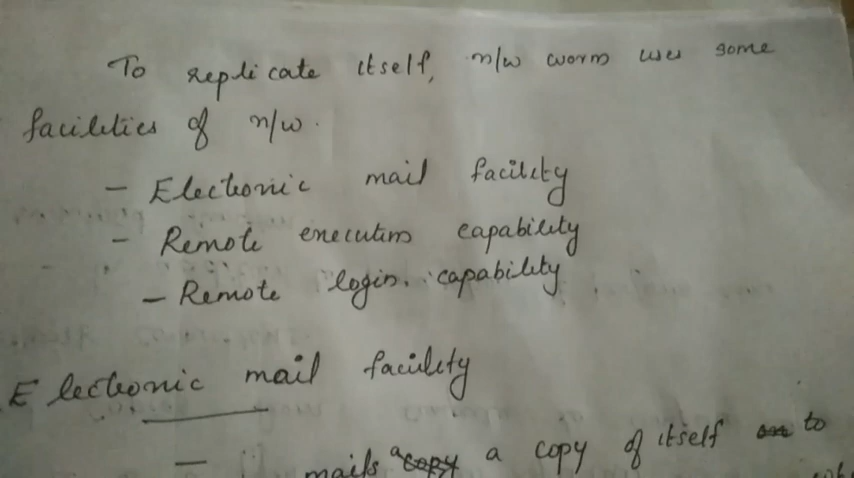 To replicate itself, n/w worm uses some
facilities of n/w.
- Electronic mail facility
- Remote execution capability
- Remote login capability
Electronic mail facility
- mails a copy of itself to